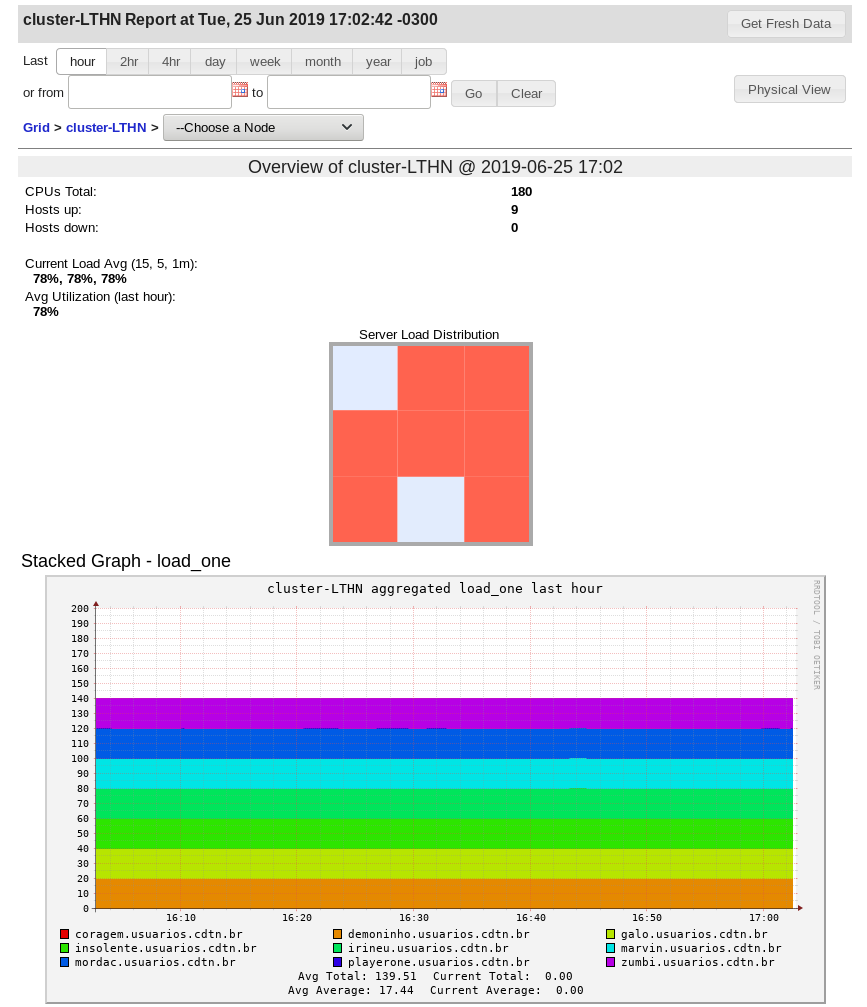 cluster-LTHN Report at Tue, 25 Jun 2019 17:02:42 -0300
Get Fresh Data
Last hour 2hr 4hr day week month year job
or from to Go Clear
Physical View
Grid > cluster-LTHN > --Choose a Node
Overview of cluster-LTHN @ 2019-06-25 17:02
CPUs Total: 180
Hosts up: 9
Hosts down: 0
Current Load Avg (15, 5, 1m):
78%, 78%, 78%
Avg Utilization (last hour):
78%
Server Load Distribution
Stacked Graph - load_one
cluster-LTHN aggregated load_one last hour
RRDTOOL / TOBI OETIKER
200
190
180
170
160
150
140
130
120
110
100
90
80
70
60
50
40
30
20
10
0
16:10 16:20 16:30 16:40 16:50 17:00
coragem.usuarios.cdtn.br demoninho.usuarios.cdtn.br galo.usuarios.cdtn.br
insolente.usuarios.cdtn.br irineu.usuarios.cdtn.br marvin.usuarios.cdtn.br
mordac.usuarios.cdtn.br playerone.usuarios.cdtn.br zumbi.usuarios.cdtn.br
Avg Total: 139.51 Current Total: 0.00
Avg Average: 17.44 Current Average: 0.00